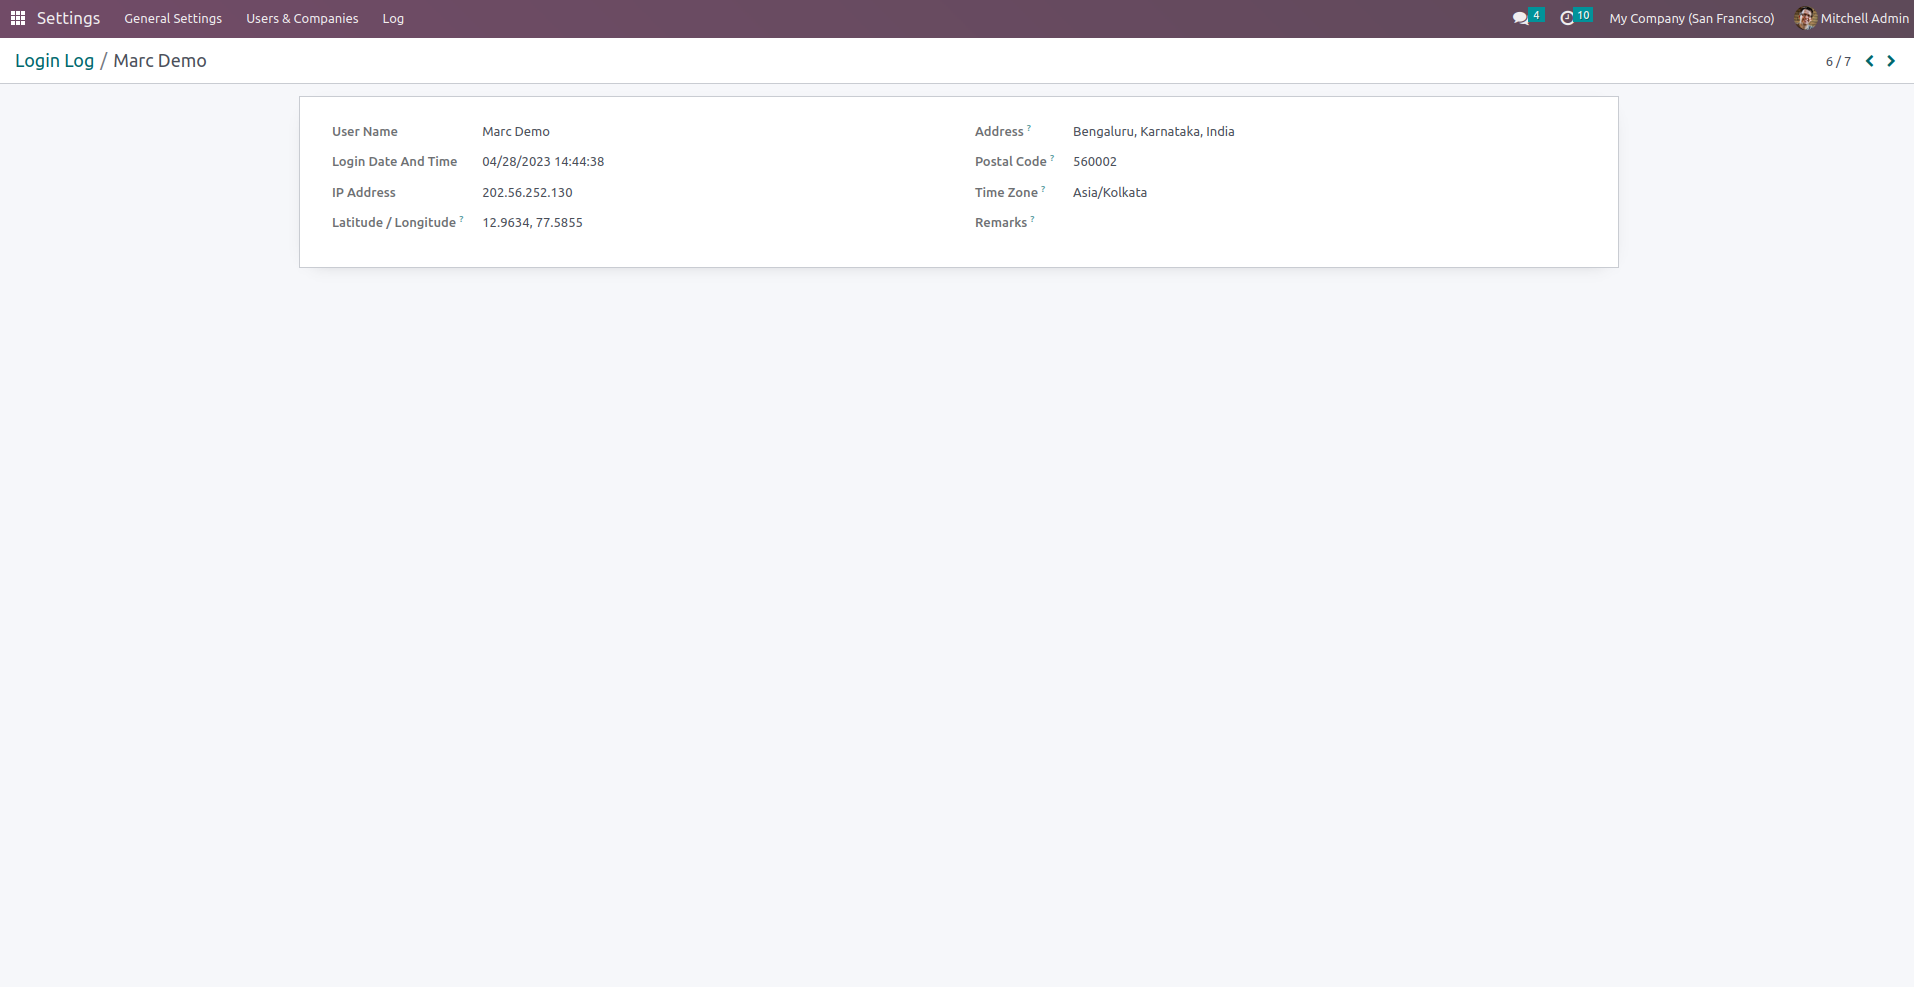 Settings General Settings Users & Companies Log 4 10 My Company (San Francisco) Mitchell Admin
Login Log / Marc Demo 6 / 7
User Name Marc Demo
Login Date And Time 04/28/2023 14:44:38
IP Address 202.56.252.130
Latitude / Longitude ? 12.9634, 77.5855
Address ? Bengaluru, Karnataka, India
Postal Code ? 560002
Time Zone ? Asia/Kolkata
Remarks ?